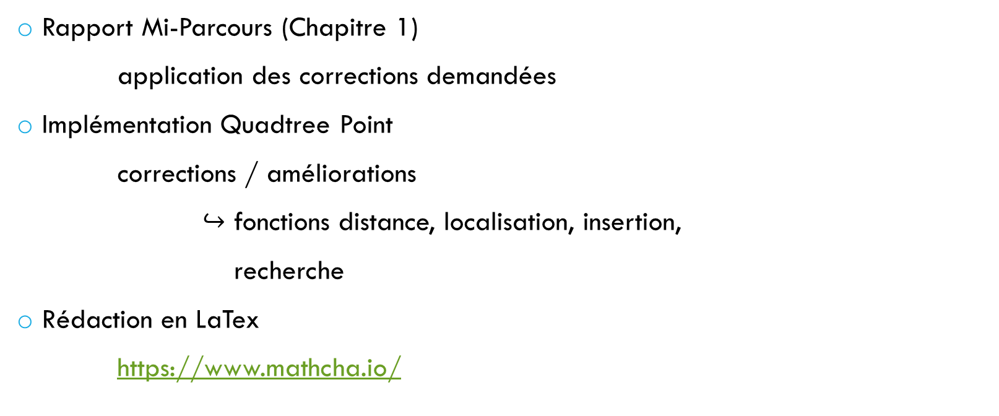 ○ Rapport Mi-Parcours (Chapitre 1)
application des corrections demandées
○ Implémentation Quadtree Point
corrections / améliorations
↪ fonctions distance, localisation, insertion,
recherche
○ Rédaction en LaTex
https://www.mathcha.io/